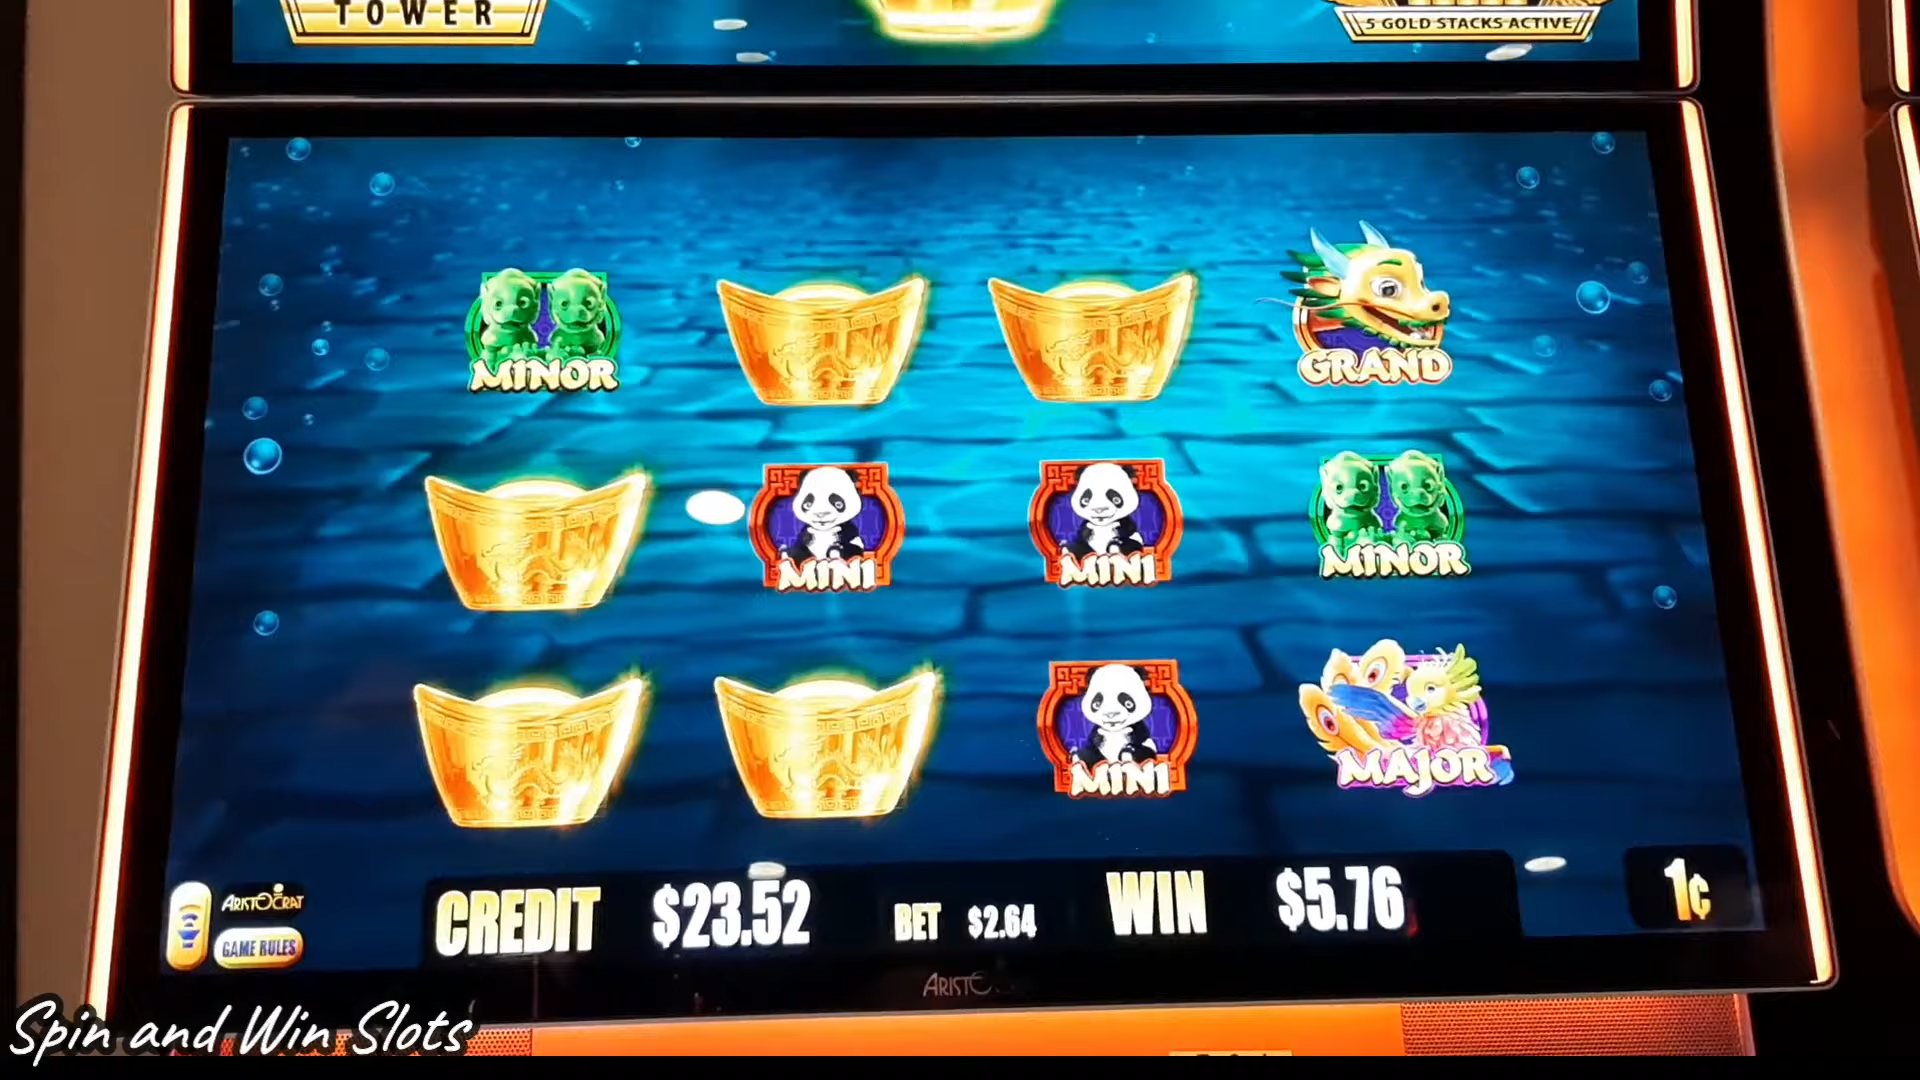 TOWER
5 GOLD STACKS ACTIVE
MINOR
GRAND
MINI
MINI
MINOR
MINI
MAJOR
ARISTOCRAT
GAME RULES
CREDIT $23.52 BET $2.64 WIN $5.76 1¢
Spin and Win Slots